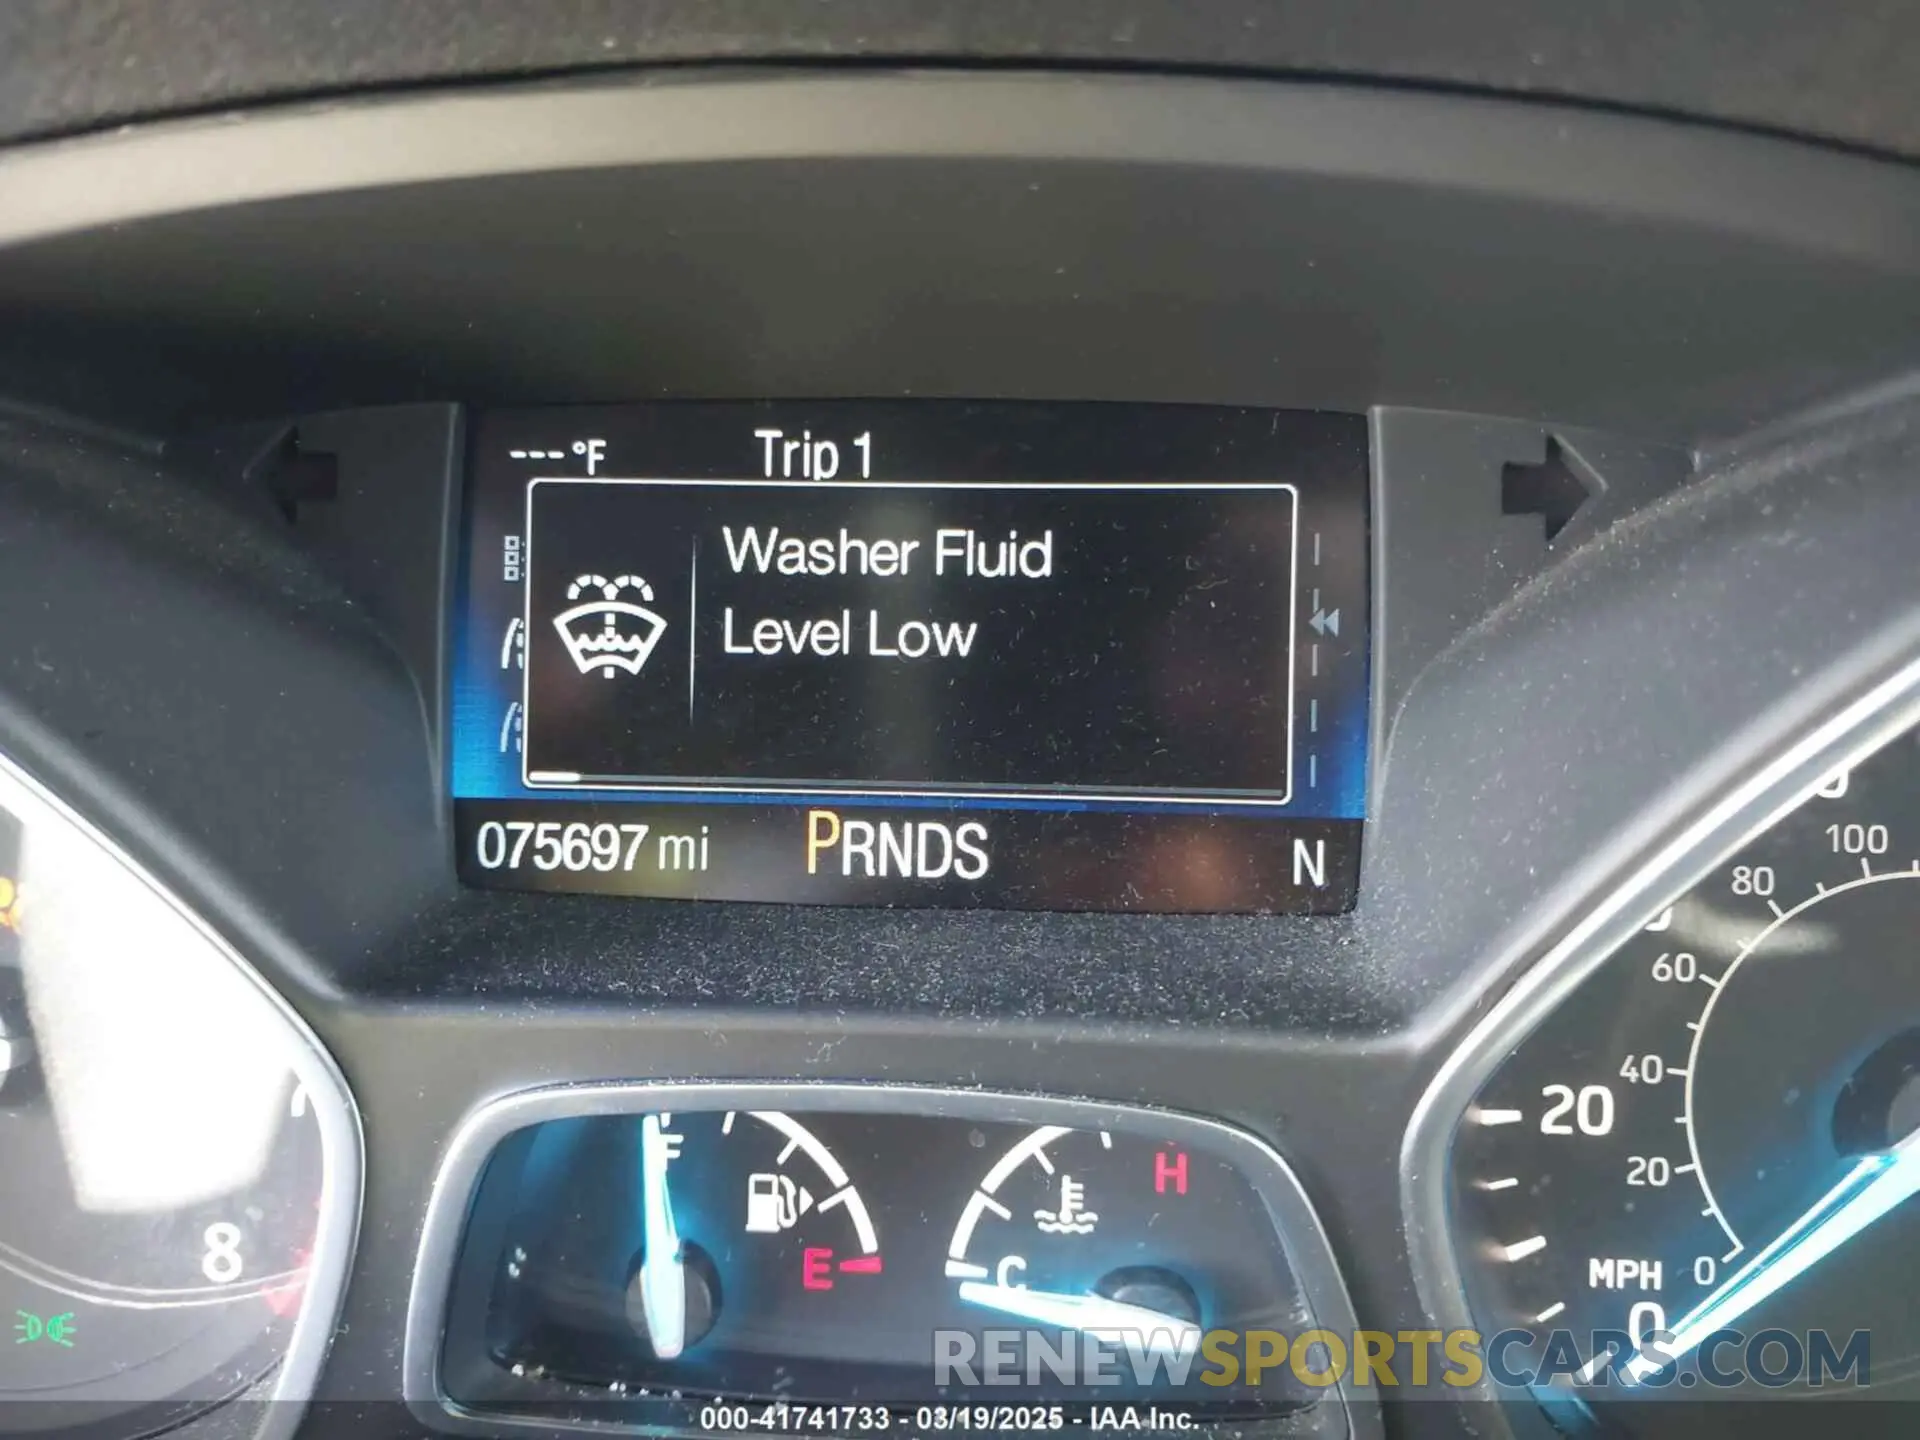 ---°F Trip 1
Washer Fluid
Level Low
075697 mi PRNDS N
100
80
60
40
20
20
MPH 0
0
8
F
E
H
C
RENEWSPORTSCARS.COM
000-41741733 - 03/19/2025 - IAA Inc.